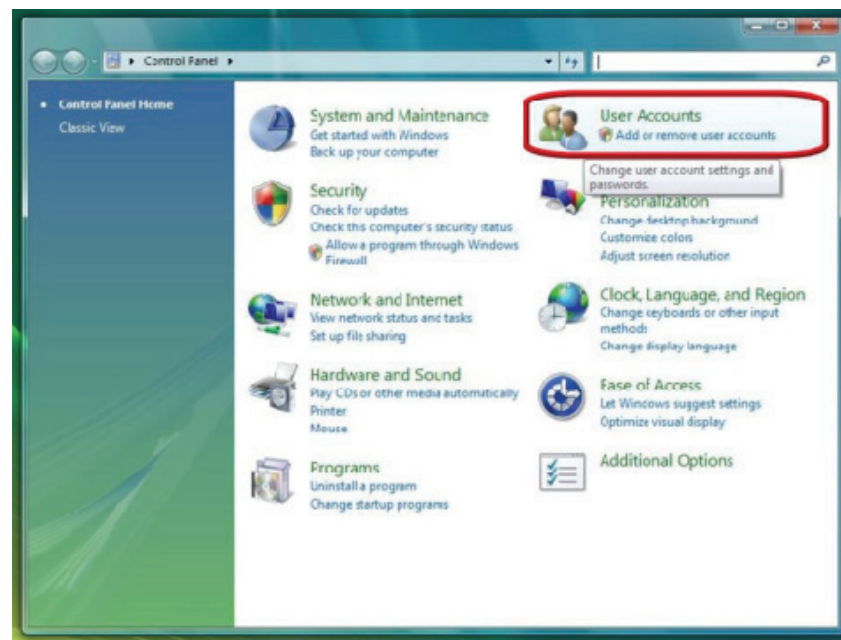 Control Panel
Control Panel Home
Classic View
System and Maintenance
Get started with Windows
Back up your computer
Security
Check for updates
Check this computer's security status
Allow a program through Windows
Firewall
Network and Internet
View network status and tasks
Set up file sharing
Hardware and Sound
Play CDs or other media automatically
Printer
Mouse
Programs
Uninstall a program
Change startup programs
User Accounts
Add or remove user accounts
Change user account settings and
passwords.
Personalization
Change desktop background
Customize colors
Adjust screen resolution
Clock, Language, and Region
Change keyboards or other input
methods
Change display language
Ease of Access
Let Windows suggest settings
Optimize visual display
Additional Options